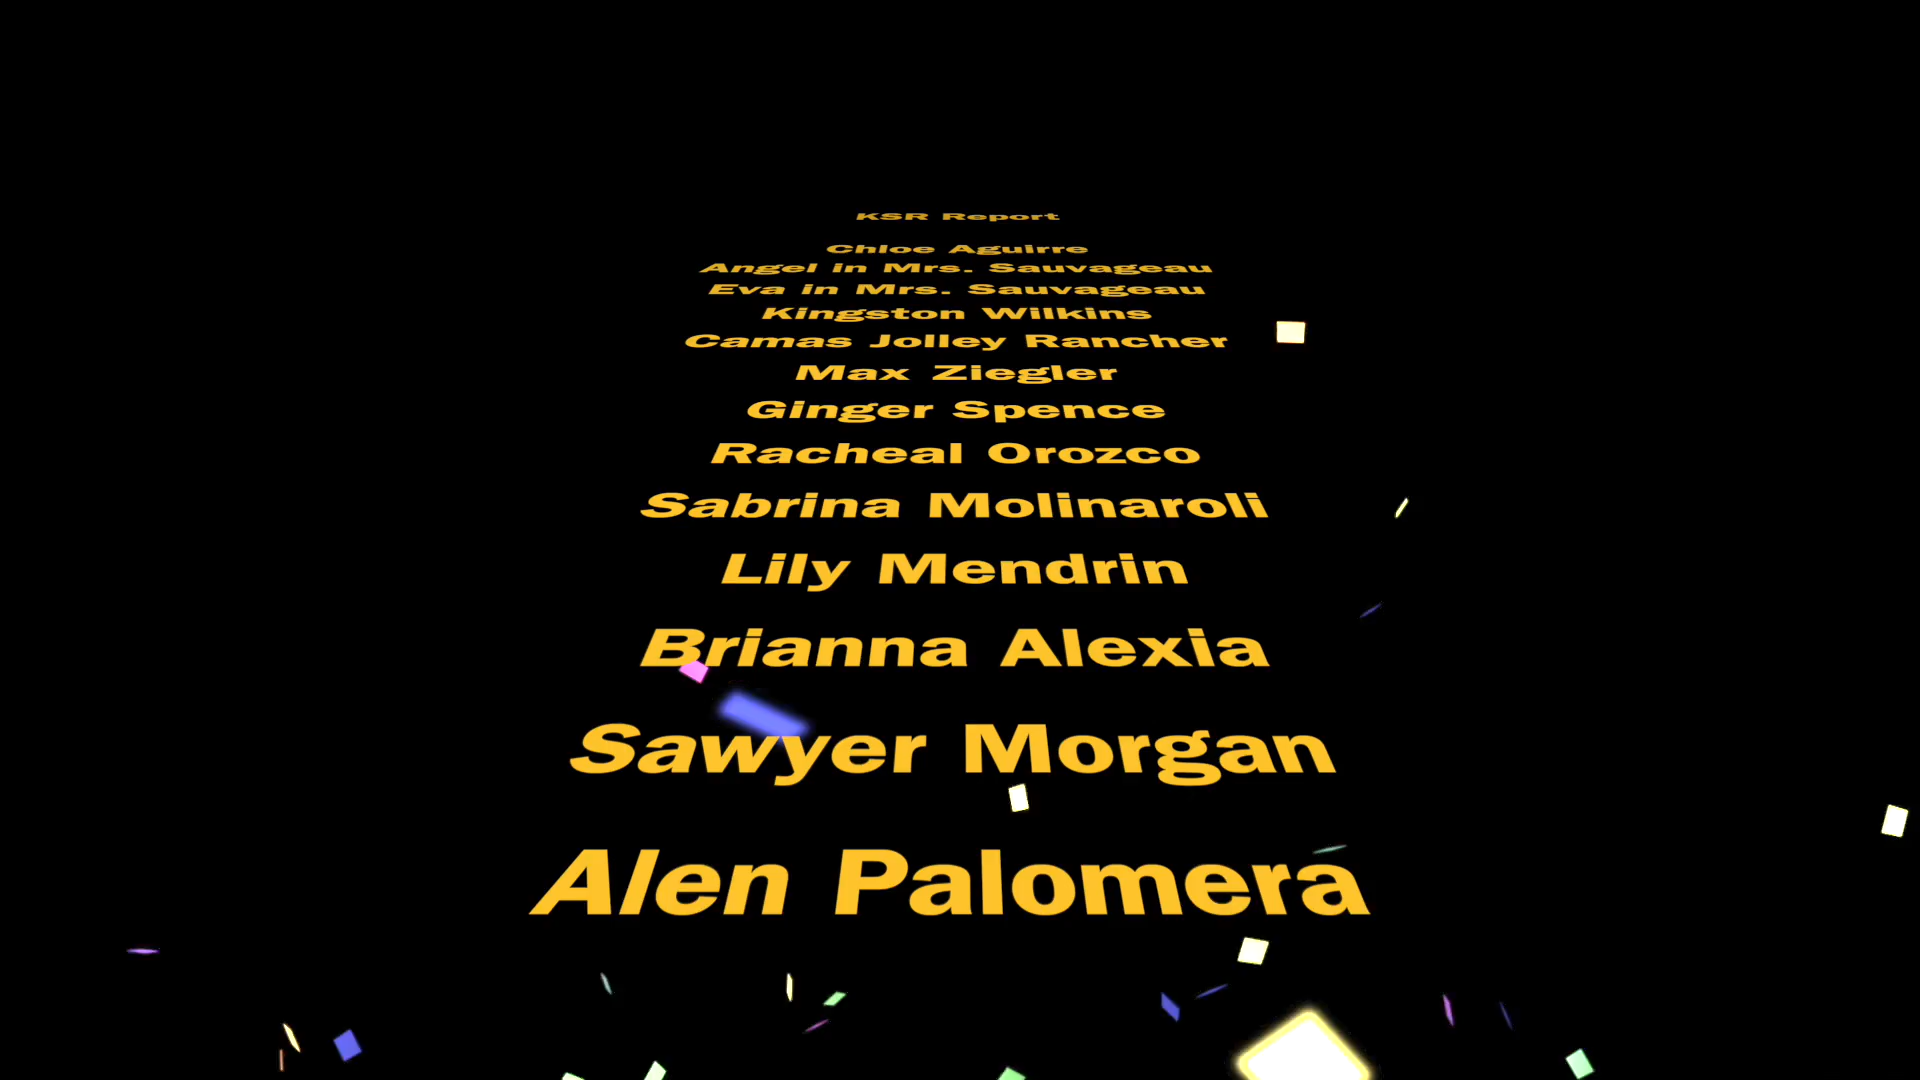 KSR Report
Chloe Aguirre
Angel in Mrs. Sauvageau
Eva in Mrs. Sauvageau
Kingston Wilkins
Camas Jolley Rancher
Max Ziegler
Ginger Spence
Racheal Orozco
Sabrina Molinaroli
Lily Mendrin
Brianna Alexia
Sawyer Morgan
Alen Palomera